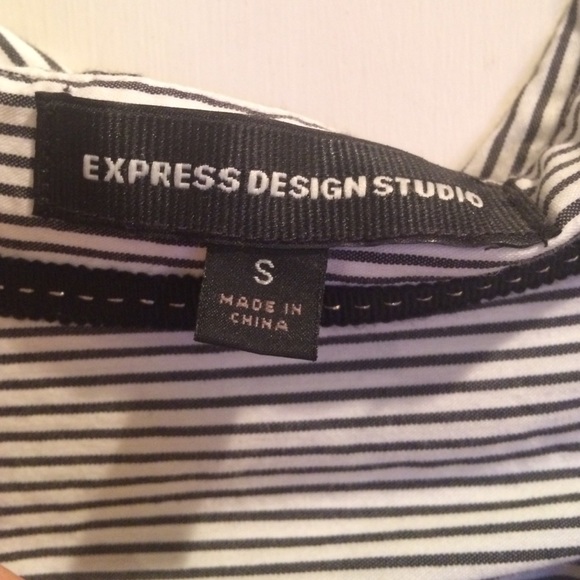 EXPRESS DESIGN STUDIO
S
MADE IN
CHINA